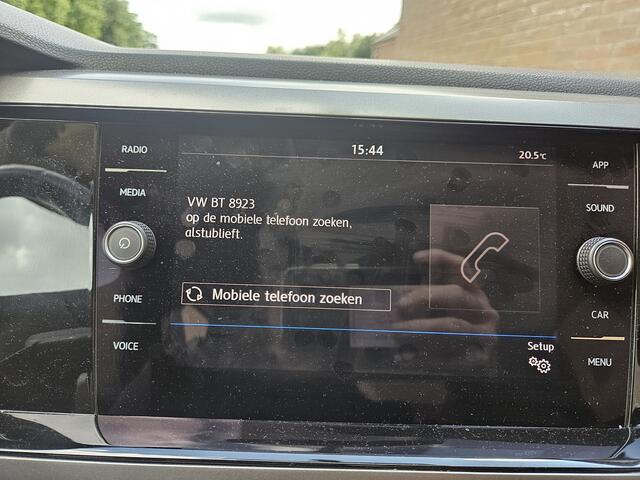 RADIO
MEDIA
PHONE
VOICE
15:44
20.5°C
VW BT 8923
op de mobiele telefoon zoeken,
alstublieft.
Mobiele telefoon zoeken
Setup
APP
SOUND
CAR
MENU